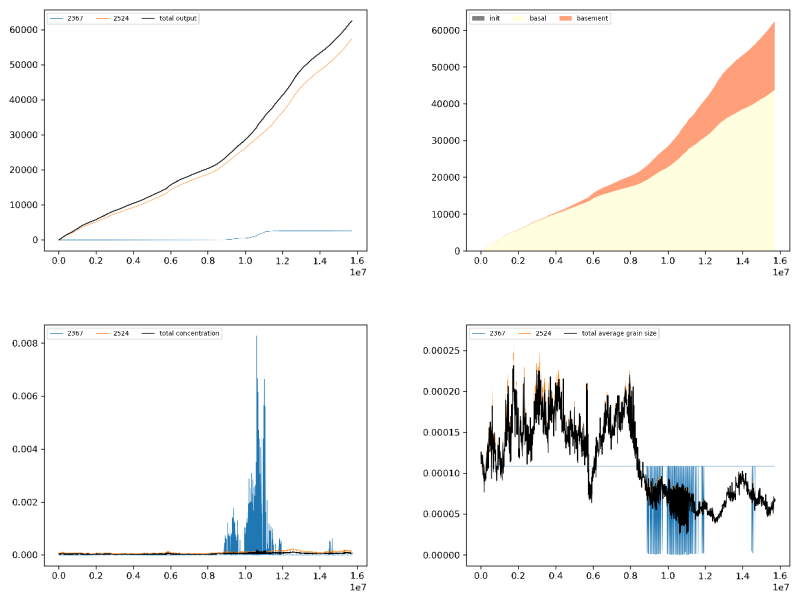 2367 2524 total output
60000
50000
40000
30000
20000
10000
0
0.0 0.2 0.4 0.6 0.8 1.0 1.2 1.4 1.6
1e7
init basal basement
60000
50000
40000
30000
20000
10000
0
0.0 0.2 0.4 0.6 0.8 1.0 1.2 1.4 1.6
1e7
2367 2524 total concentration
0.008
0.006
0.004
0.002
0.000
0.0 0.2 0.4 0.6 0.8 1.0 1.2 1.4 1.6
1e7
2367 2524 total average grain size
0.00025
0.00020
0.00015
0.00010
0.00005
0.00000
0.0 0.2 0.4 0.6 0.8 1.0 1.2 1.4 1.6
1e7